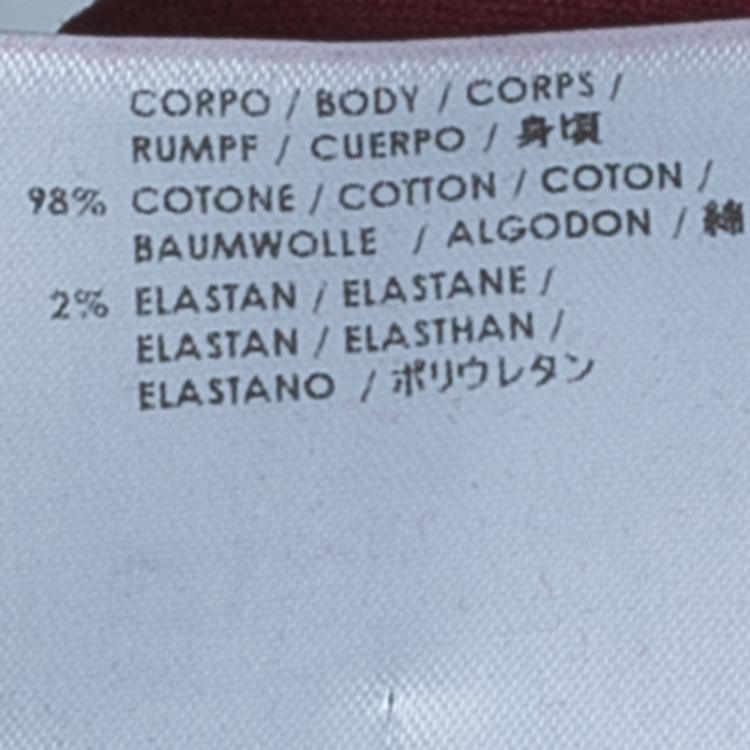 CORPO / BODY / CORPS /
RUMPF / CUERPO / 身頃
98% COTONE / COTTON / COTON /
BAUMWOLLE / ALGODON / 綿
2% ELASTAN / ELASTANE /
ELASTAN / ELASTHAN /
ELASTANO / ポリウレタン